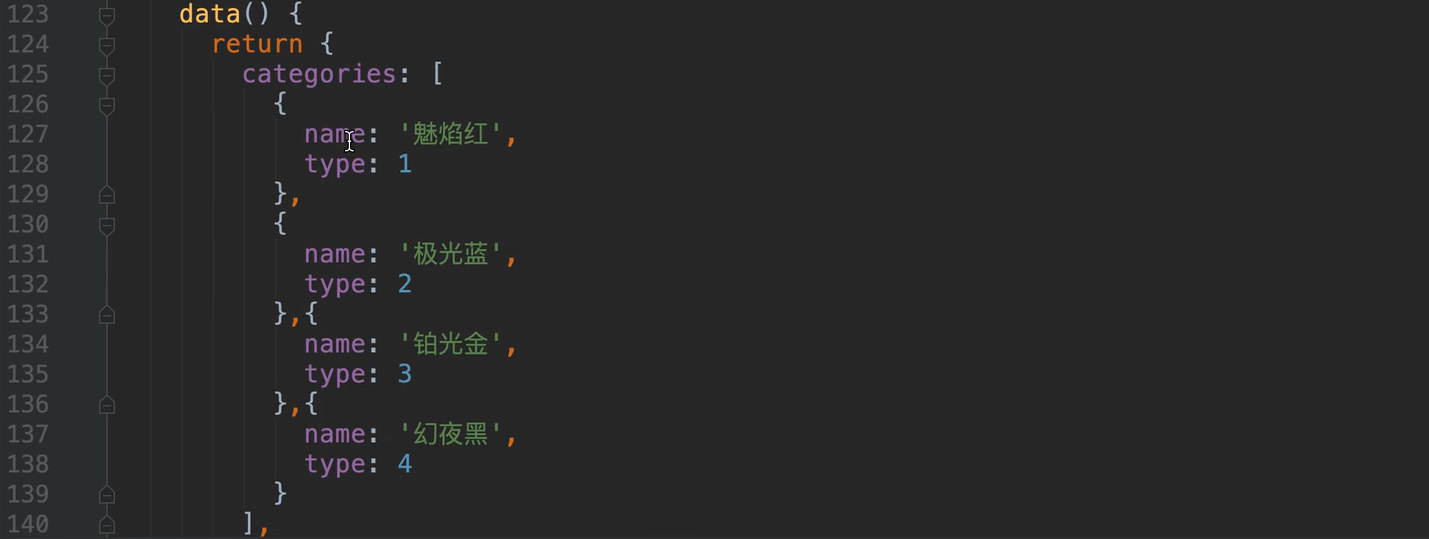 123 data() {
124 return {
125 categories: [
126 {
127 name: '魅焰红',
128 type: 1
129 },
130 {
131 name: '极光蓝',
132 type: 2
133 },{
134 name: '铂光金',
135 type: 3
136 },{
137 name: '幻夜黑',
138 type: 4
139 }
140 ],